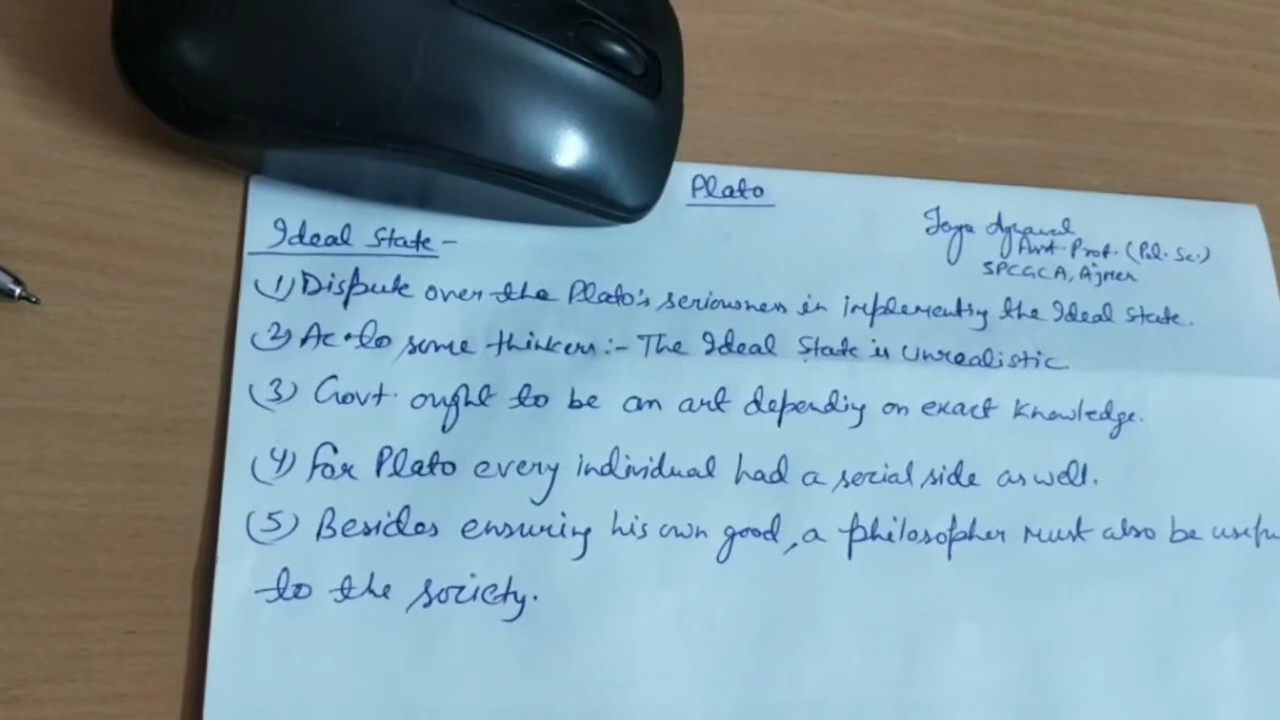 Plato
Jaya Agrawal
Asst. Prof. (Pol. Sc.)
SPCGCA, Ajmer
Ideal State-
(1) Dispute over the Plato's seriousness in implementing the Ideal State.
(2) Ac. to some thinkers:- The Ideal State is Unrealistic
(3) Govt. ought to be an art depending on exact knowledge.
(4) For Plato every individual had a social side as well.
(5) Besides ensuring his own good, a philosopher must also be usefu
to the society.